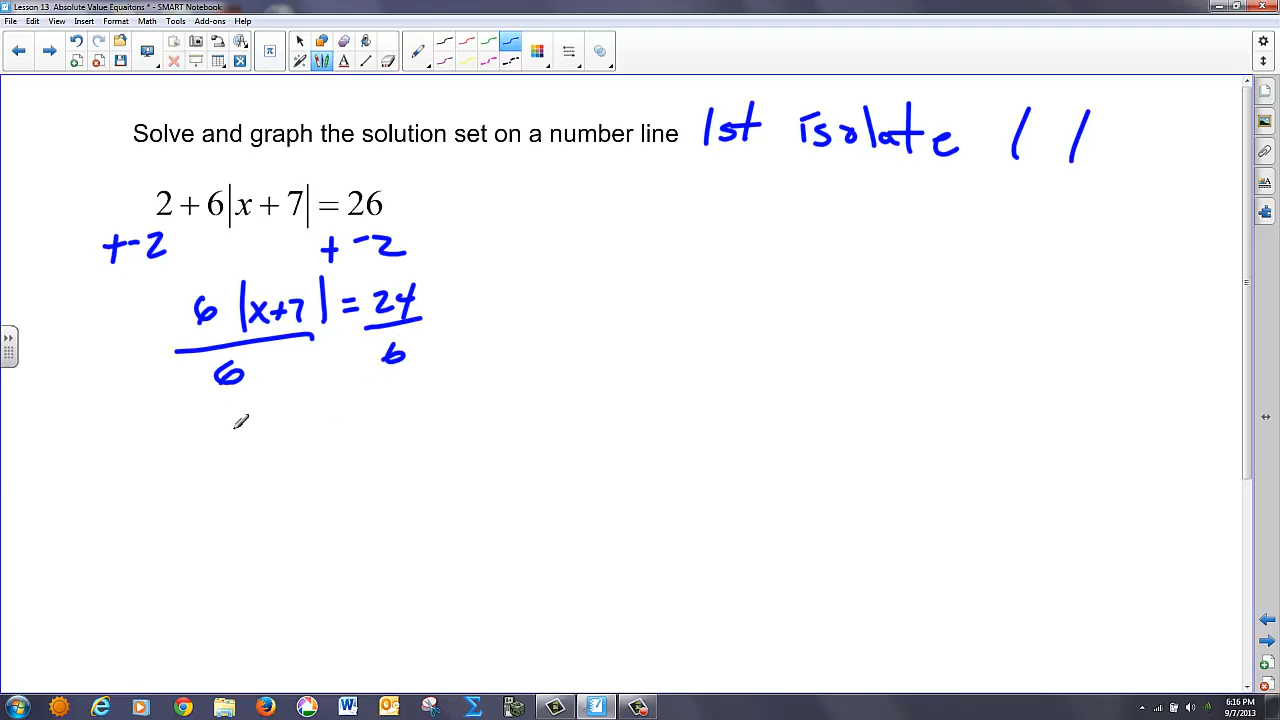 Lesson 13 Absolute Value Equaitons * - SMART Notebook
File Edit View Insert Format Math Tools Add-ons Help
Solve and graph the solution set on a number line 1st isolate | |
2 + 6|x + 7| = 26
+-2 + -2
6 |x+7| = 24
6 6
6:16 PM
9/7/2013